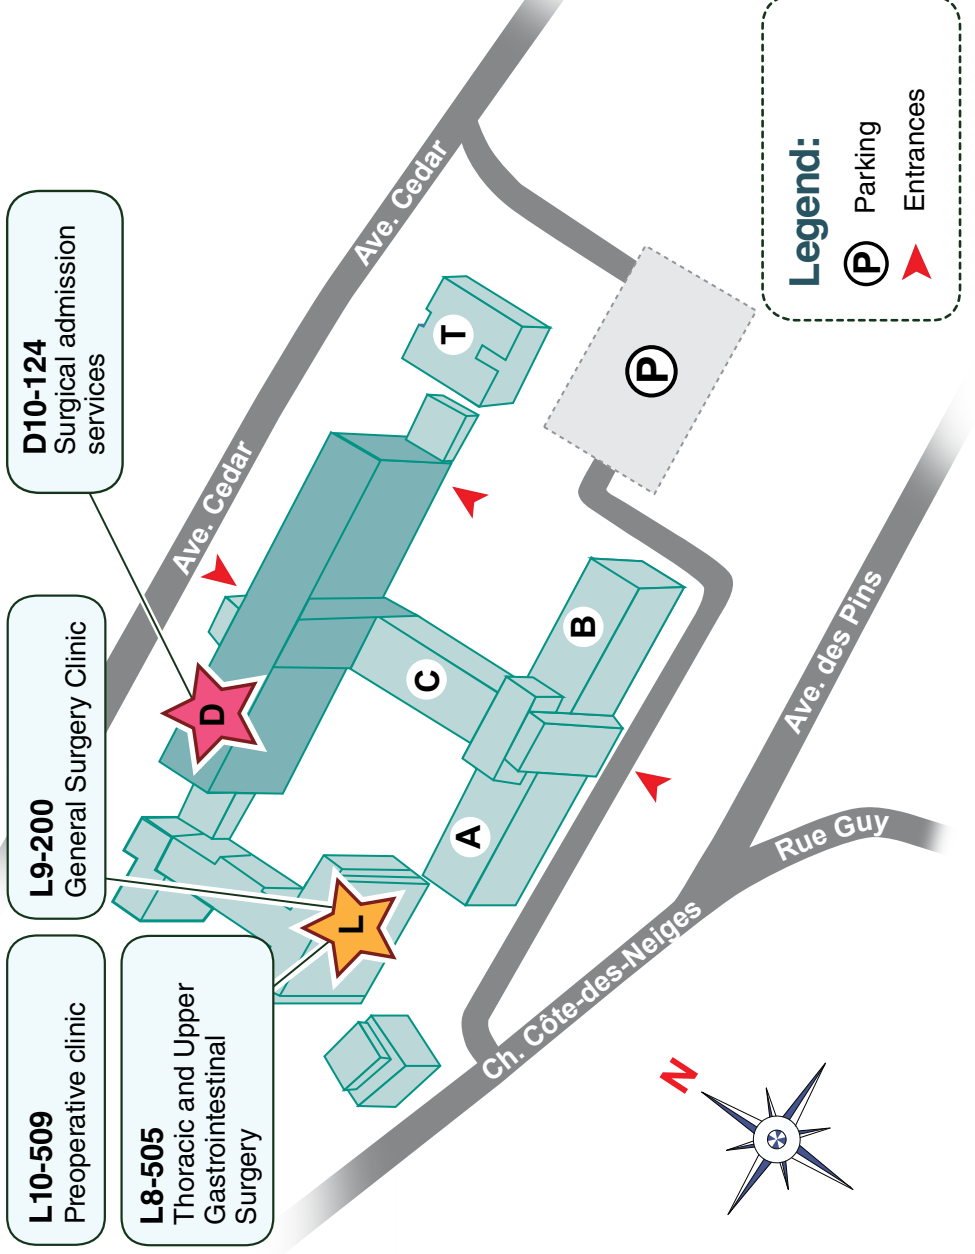 L10-509
Preoperative clinic
L8-505
Thoracic and Upper
Gastrointestinal
Surgery
L9-200
General Surgery Clinic
D10-124
Surgical admission
services
Ave. Cedar
Ave. Cedar
D
L
C
T
A
B
P
Ch. Côte-des-Neiges
Rue Guy
Ave. des Pins
N
Legend:
P Parking
Entrances